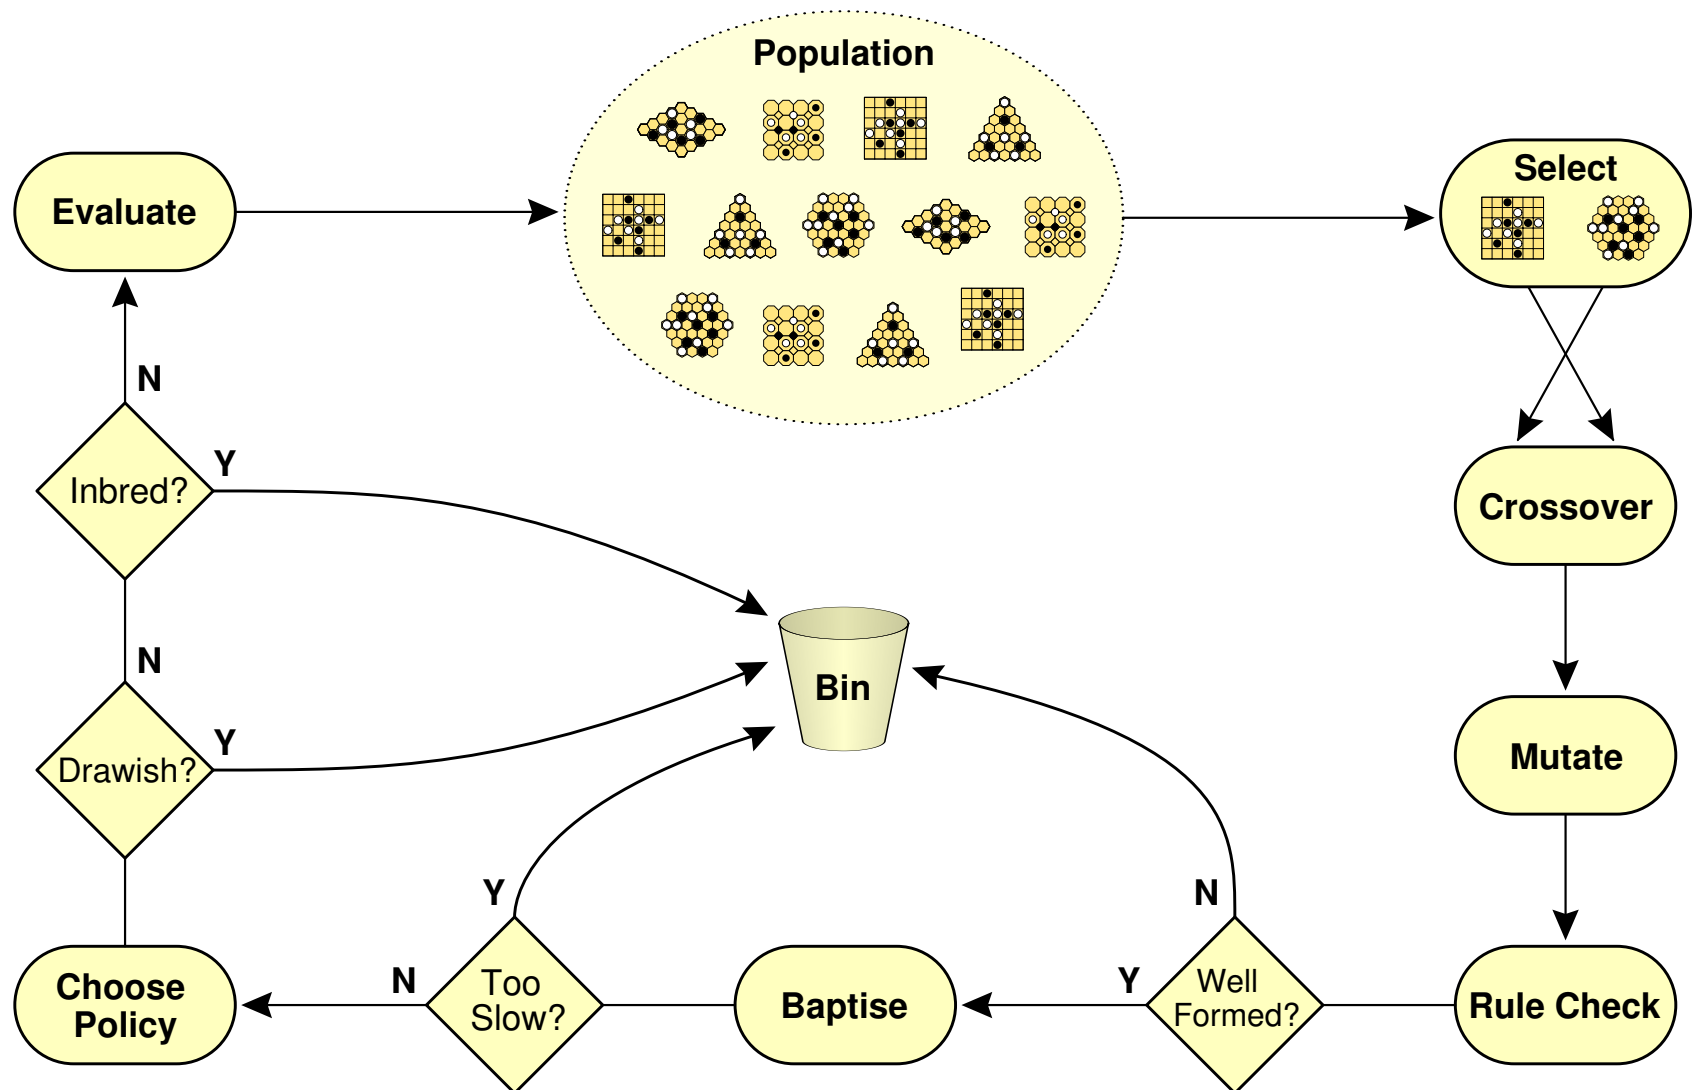 Population
Evaluate
Select
N
Y
Inbred?
Crossover
N
Bin
Y
Drawish?
Mutate
Y
N
N
Y
Choose
Policy
Too
Slow?
Baptise
Well
Formed?
Rule Check